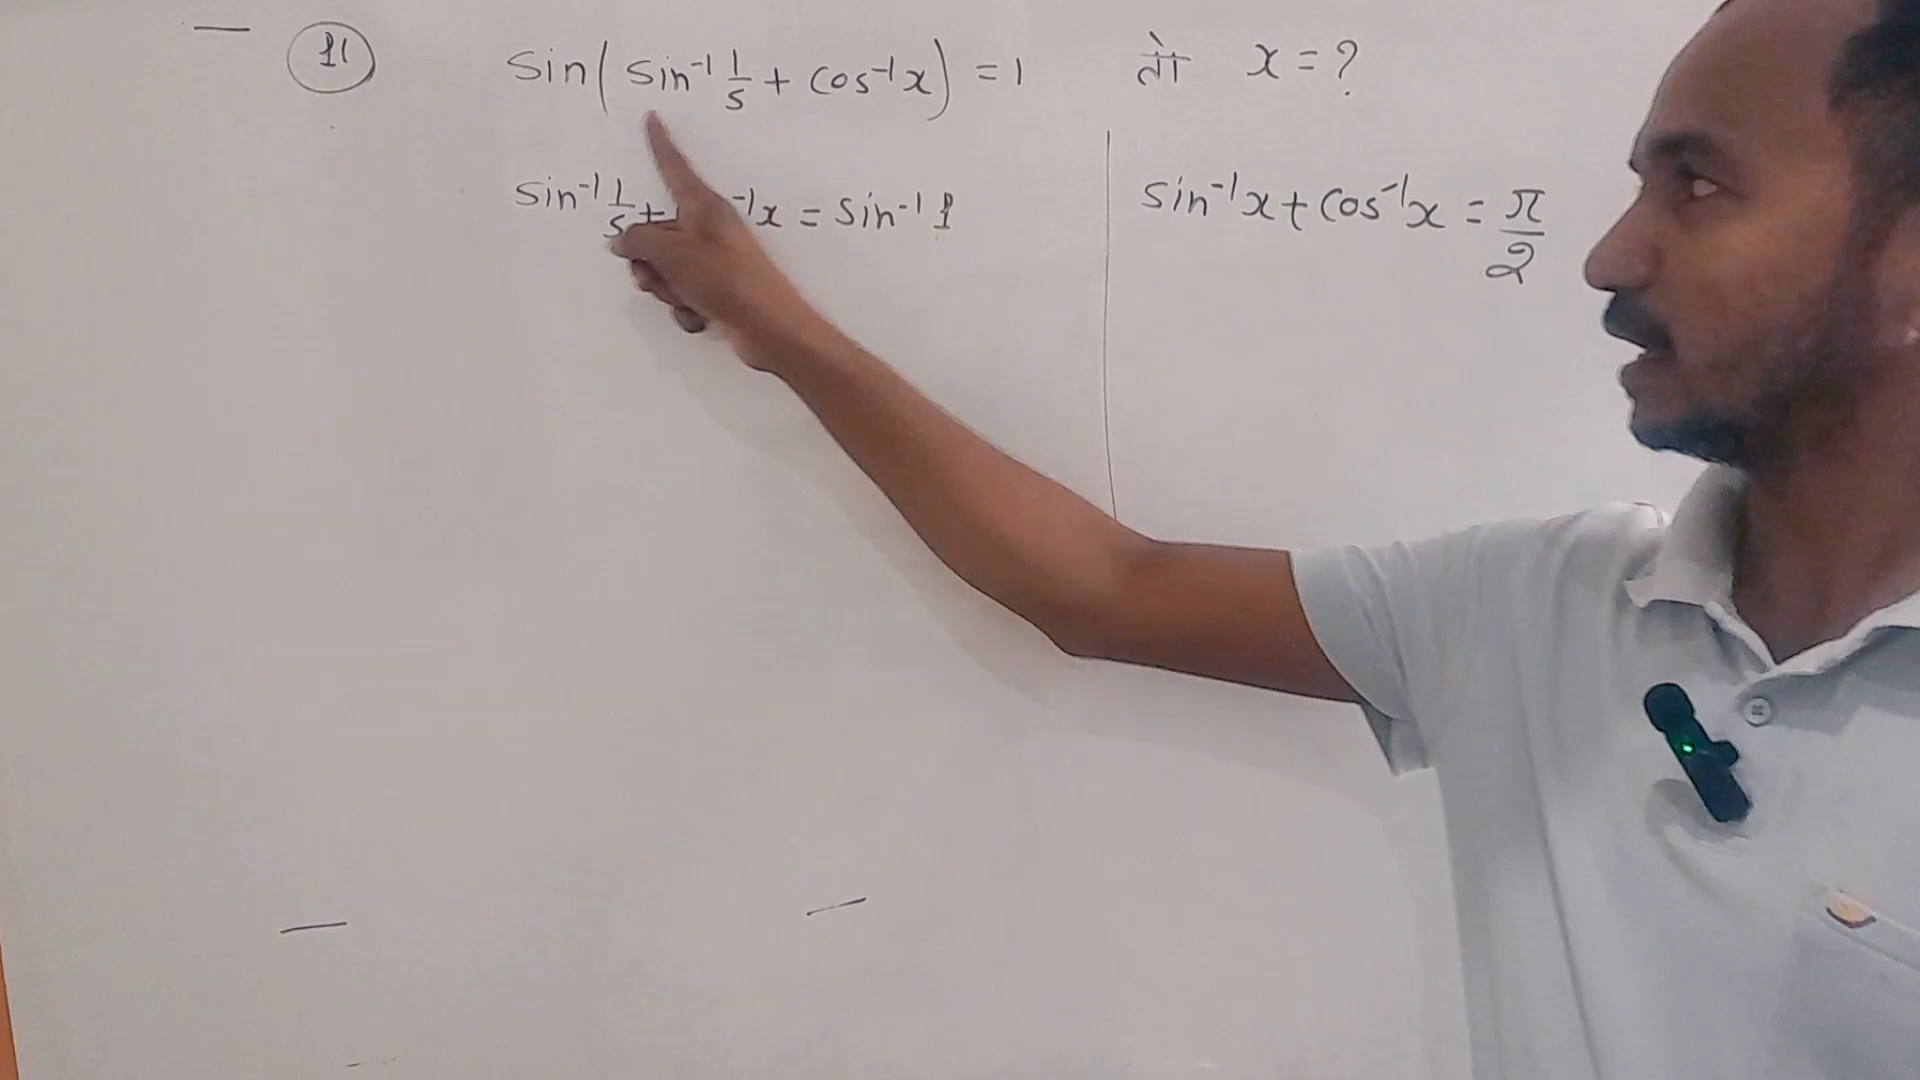 11 sin(sin⁻¹ 1/5 + cos⁻¹x) = 1 तो x = ?
sin⁻¹ 1/5 + ⁻¹x = sin⁻¹ 1
sin⁻¹x + cos⁻¹x = π/2